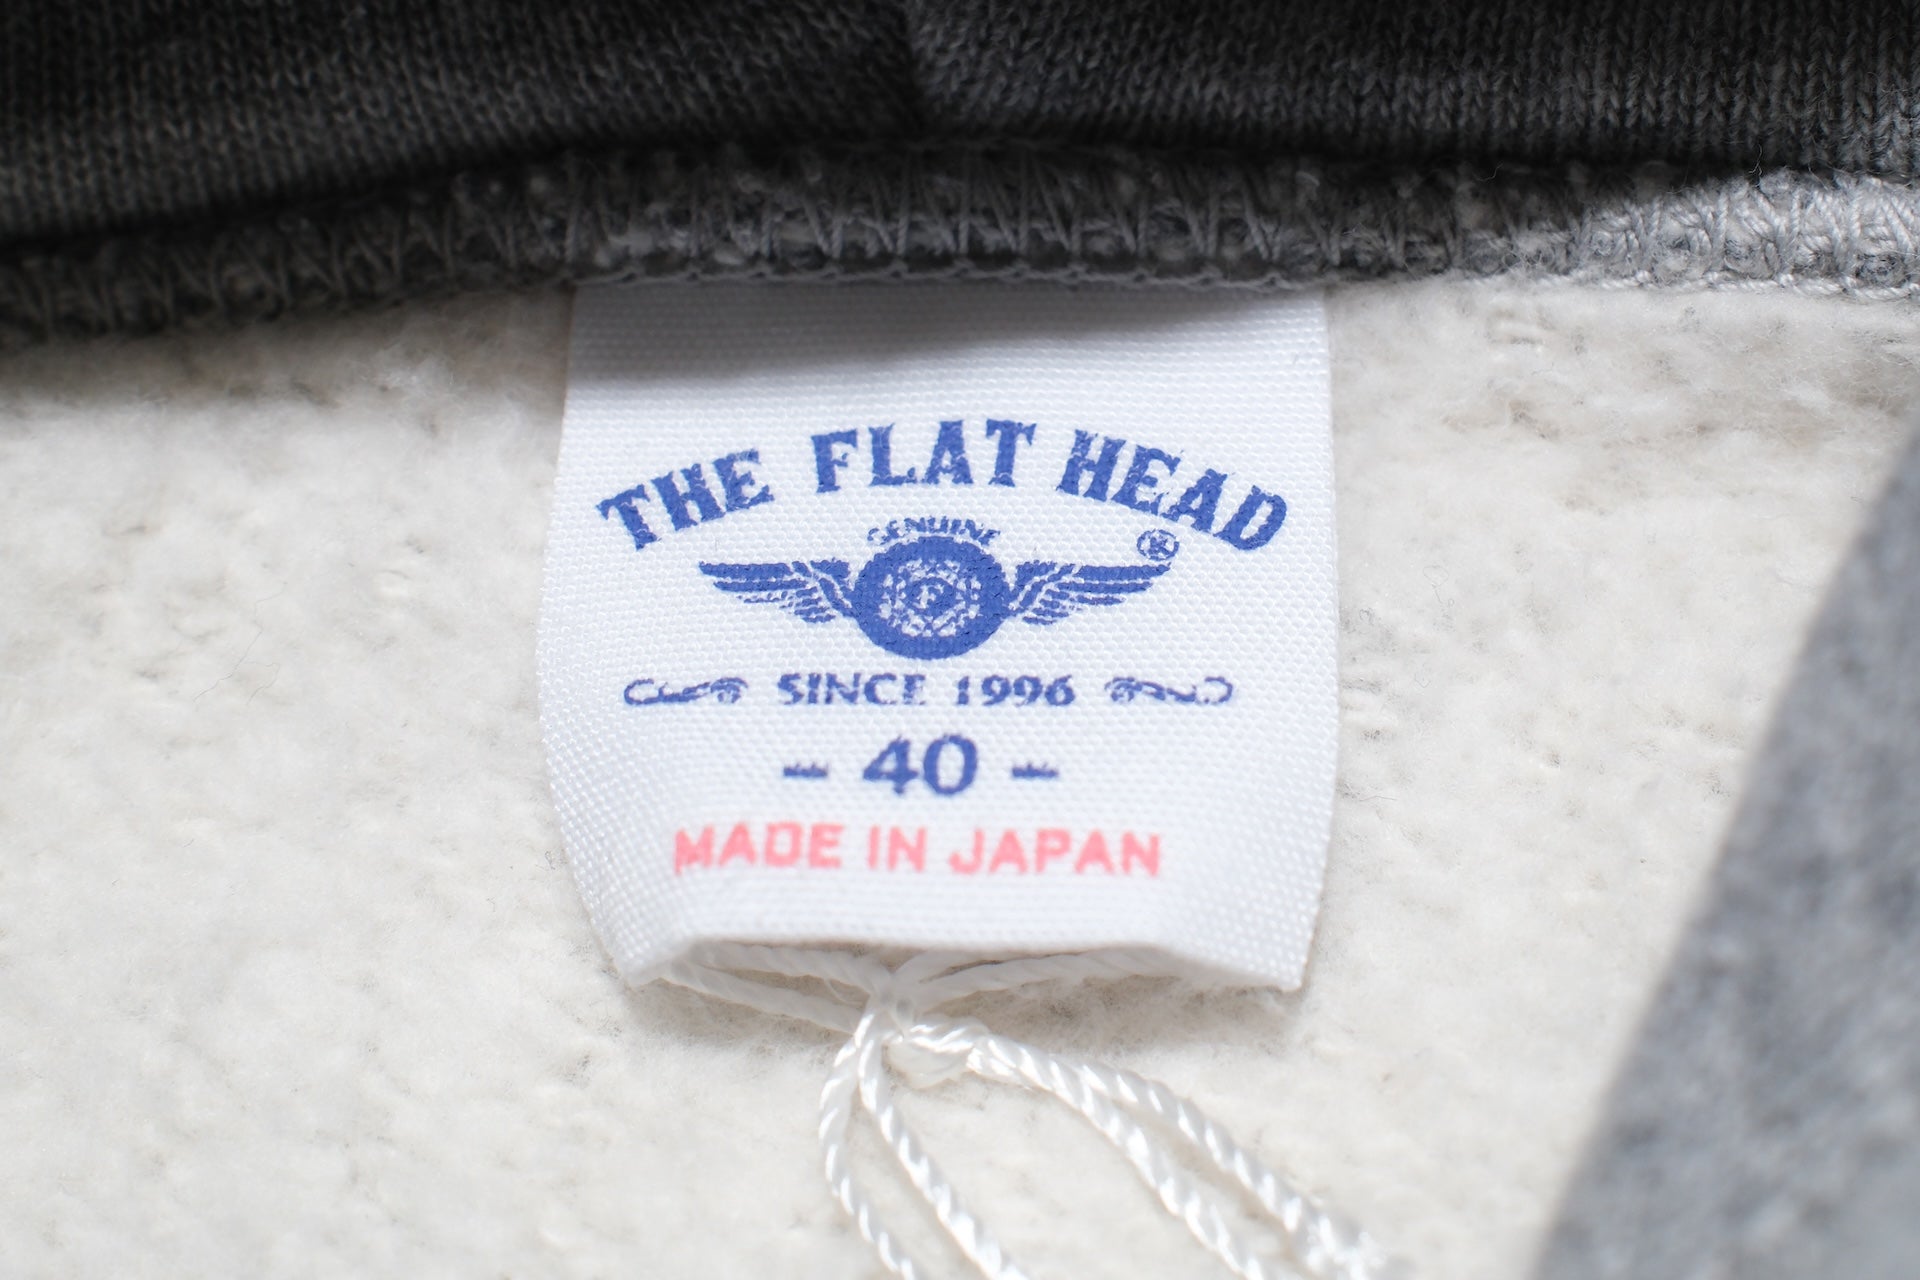 THE FLAT HEAD
GENUINE
®
F
SINCE 1996
- 40 -
MADE IN JAPAN